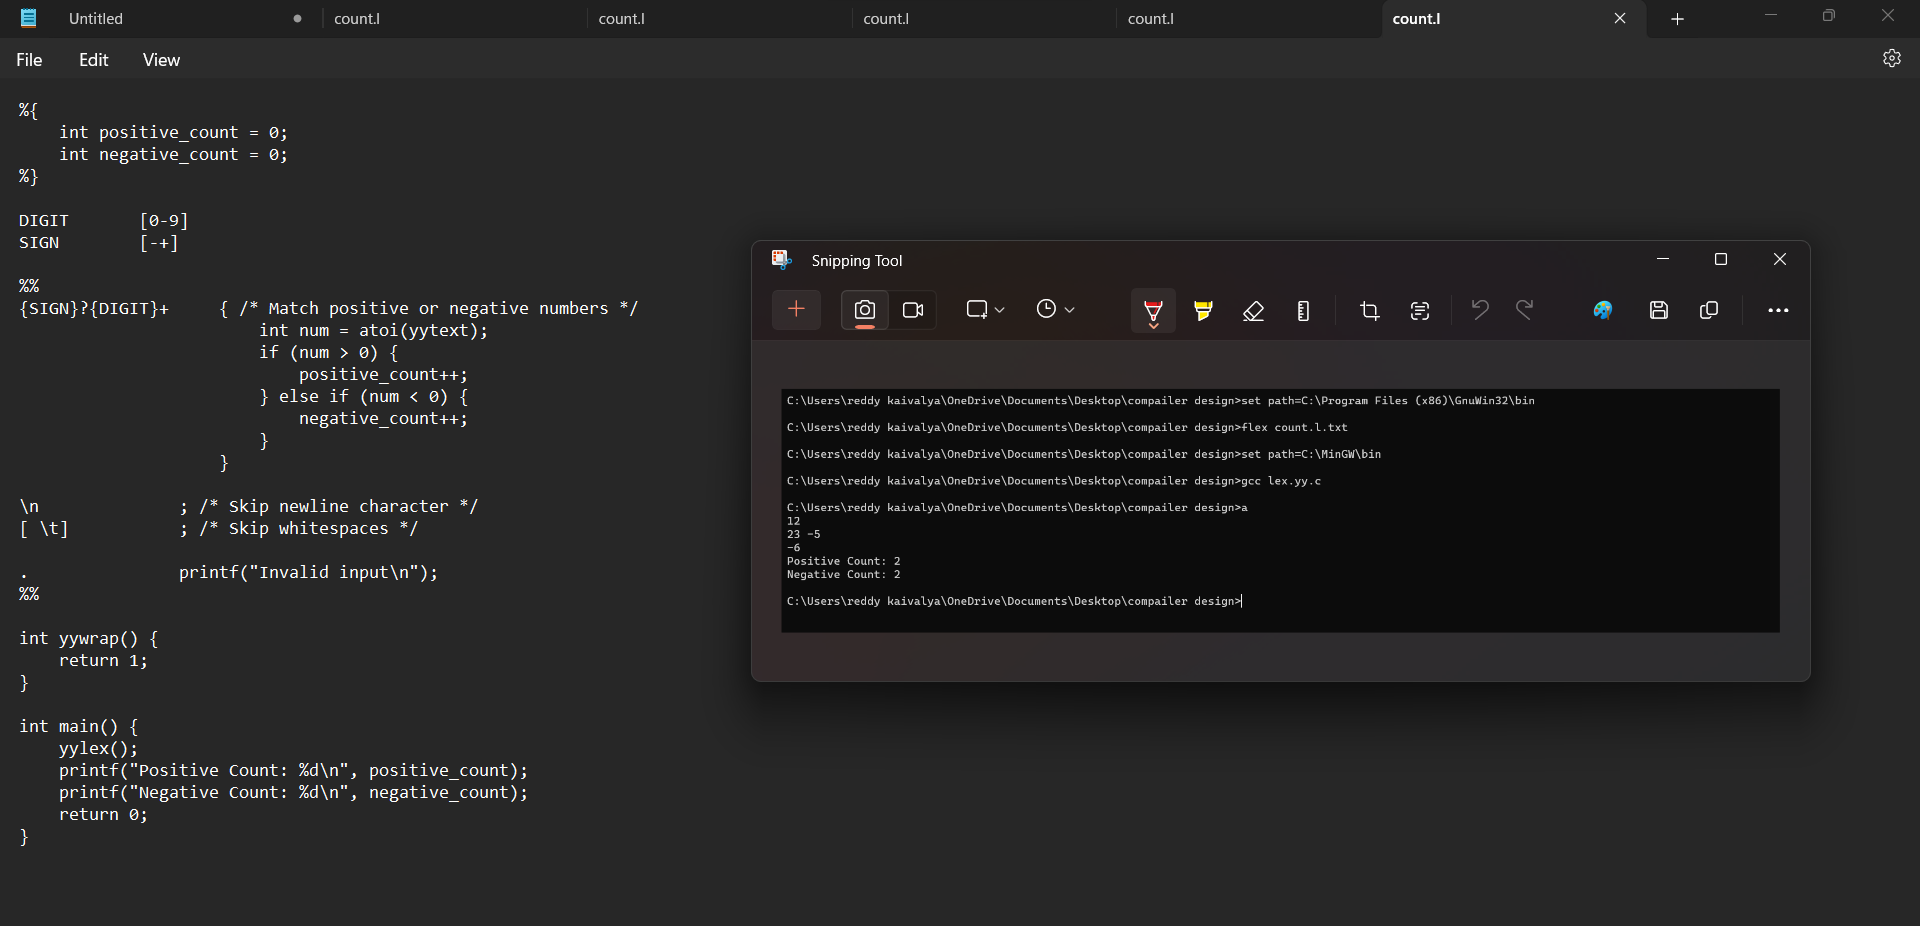 Untitled
count.l
count.l
count.l
count.l
count.l
File Edit View
%{
    int positive_count = 0;
    int negative_count = 0;
%}
DIGIT       [0-9]
SIGN        [-+]
%%
{SIGN}?{DIGIT}+     { /* Match positive or negative numbers */
                        int num = atoi(yytext);
                        if (num > 0) {
                            positive_count++;
                        } else if (num < 0) {
                            negative_count++;
                        }
                    }
\n              ; /* Skip newline character */
[ \t]           ; /* Skip whitespaces */
.               printf("Invalid input\n");
%%
int yywrap() {
    return 1;
}
int main() {
    yylex();
    printf("Positive Count: %d\n", positive_count);
    printf("Negative Count: %d\n", negative_count);
    return 0;
}
Snipping Tool
C:\Users\reddy kaivalya\OneDrive\Documents\Desktop\compailer design>set path=C:\Program Files (x86)\GnuWin32\bin
C:\Users\reddy kaivalya\OneDrive\Documents\Desktop\compailer design>flex count.l.txt
C:\Users\reddy kaivalya\OneDrive\Documents\Desktop\compailer design>set path=C:\MinGW\bin
C:\Users\reddy kaivalya\OneDrive\Documents\Desktop\compailer design>gcc lex.yy.c
C:\Users\reddy kaivalya\OneDrive\Documents\Desktop\compailer design>a
12
23 -5
-6
Positive Count: 2
Negative Count: 2
C:\Users\reddy kaivalya\OneDrive\Documents\Desktop\compailer design>